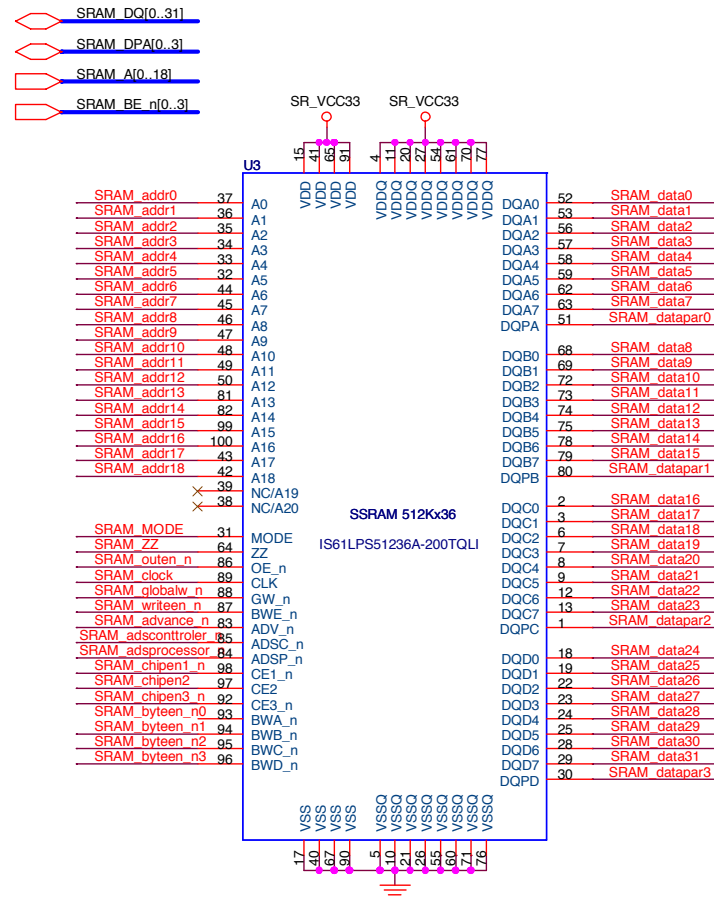 SRAM_DQ[0..31]
SRAM_DPA[0..3]
SRAM_A[0..18]
SRAM_BE_n[0..3]
SR_VCC33 SR_VCC33
15 41 65 91 4 11 20 27 54 61 70 77
U3
VDD VDD VDD VDD VDDQ VDDQ VDDQ VDDQ VDDQ VDDQ VDDQ VDDQ
SRAM_addr0 37 A0 DQA0 52 SRAM_data0
SRAM_addr1 36 A1 DQA1 53 SRAM_data1
SRAM_addr2 35 A2 DQA2 56 SRAM_data2
SRAM_addr3 34 A3 DQA3 57 SRAM_data3
SRAM_addr4 33 A4 DQA4 58 SRAM_data4
SRAM_addr5 32 A5 DQA5 59 SRAM_data5
SRAM_addr6 44 A6 DQA6 62 SRAM_data6
SRAM_addr7 45 A7 DQA7 63 SRAM_data7
SRAM_addr8 46 A8 DQPA 51 SRAM_datapar0
SRAM_addr9 47 A9
SRAM_addr10 48 A10 DQB0 68 SRAM_data8
SRAM_addr11 49 A11 DQB1 69 SRAM_data9
SRAM_addr12 50 A12 DQB2 72 SRAM_data10
SRAM_addr13 81 A13 DQB3 73 SRAM_data11
SRAM_addr14 82 A14 DQB4 74 SRAM_data12
SRAM_addr15 99 A15 DQB5 75 SRAM_data13
SRAM_addr16 100 A16 DQB6 78 SRAM_data14
SRAM_addr17 43 A17 DQB7 79 SRAM_data15
SRAM_addr18 42 A18 DQPB 80 SRAM_datapar1
39 NC/A19
38 NC/A20 DQC0 2 SRAM_data16
SSRAM 512Kx36 DQC1 3 SRAM_data17
SRAM_MODE 31 MODE DQC2 6 SRAM_data18
SRAM_ZZ 64 ZZ IS61LPS51236A-200TQLI DQC3 7 SRAM_data19
SRAM_outen_n 86 OE_n DQC4 8 SRAM_data20
SRAM_clock 89 CLK DQC5 9 SRAM_data21
SRAM_globalw_n 88 GW_n DQC6 12 SRAM_data22
SRAM_writeen_n 87 BWE_n DQC7 13 SRAM_data23
SRAM_advance_n 83 ADV_n DQPC 1 SRAM_datapar2
SRAM_adsconttroler_n 85 ADSC_n
SRAM_adsprocessor_n 84 ADSP_n DQD0 18 SRAM_data24
SRAM_chipen1_n 98 CE1_n DQD1 19 SRAM_data25
SRAM_chipen2 97 CE2 DQD2 22 SRAM_data26
SRAM_chipen3_n 92 CE3_n DQD3 23 SRAM_data27
SRAM_byteen_n0 93 BWA_n DQD4 24 SRAM_data28
SRAM_byteen_n1 94 BWB_n DQD5 25 SRAM_data29
SRAM_byteen_n2 95 BWC_n DQD6 28 SRAM_data30
SRAM_byteen_n3 96 BWD_n DQD7 29 SRAM_data31
DQPD 30 SRAM_datapar3
VSS VSS VSS VSS VSSQ VSSQ VSSQ VSSQ VSSQ VSSQ VSSQ VSSQ
17 40 67 90 5 10 21 26 55 60 71 76